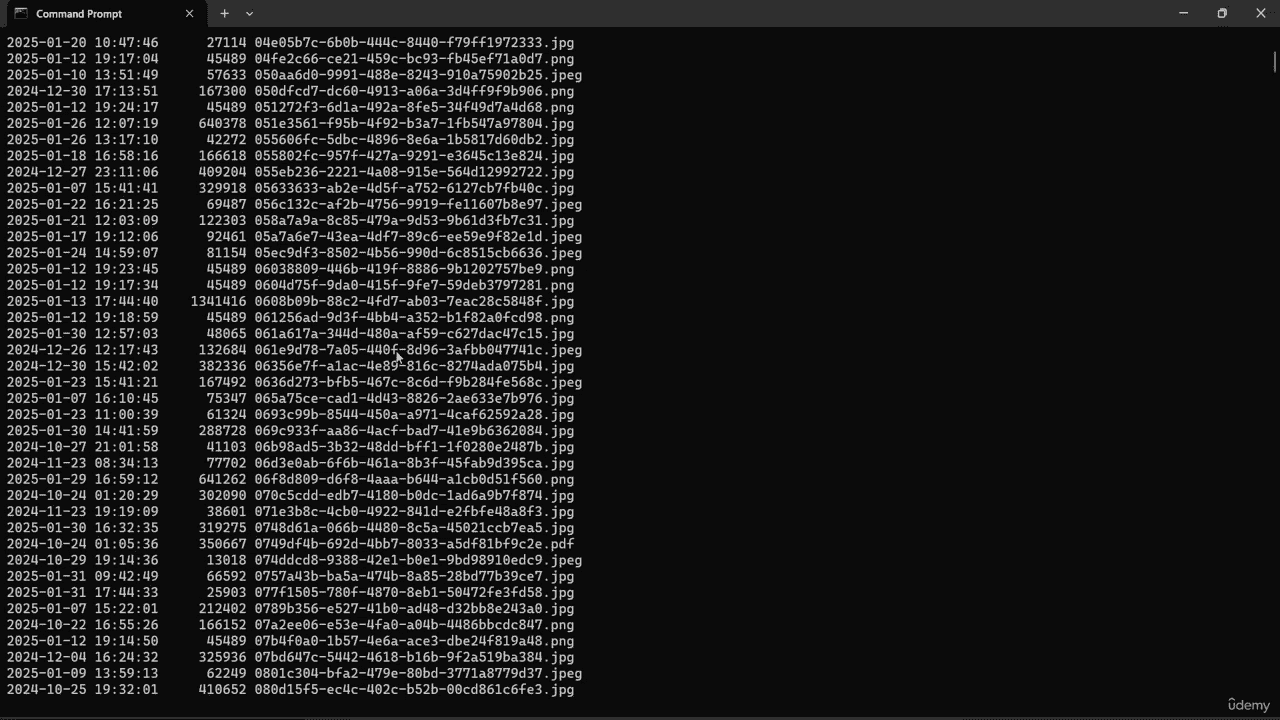 Command Prompt
2025-01-20 10:47:46      27114 04e05b7c-6b0b-444c-8440-f79ff1972333.jpg
2025-01-12 19:17:04      45489 04fe2c66-ce21-459c-bc93-fb45ef71a0d7.png
2025-01-10 13:51:49      57633 050aa6d0-9991-488e-8243-910a75902b25.jpeg
2024-12-30 17:13:51     167300 050dfcd7-dc60-4913-a06a-3d4ff9f9b906.png
2025-01-12 19:24:17      45489 051272f3-6d1a-492a-8fe5-34f49d7a4d68.png
2025-01-26 12:07:19     640378 051e3561-f95b-4f92-b3a7-1fb547a97804.jpg
2025-01-26 13:17:10      42272 055606fc-5dbc-4896-8e6a-1b5817d60db2.jpg
2025-01-18 16:58:16     166618 055802fc-957f-427a-9291-e3645c13e824.jpg
2024-12-27 23:11:06     409204 055eb236-2221-4a08-915e-564d12992722.jpg
2025-01-07 15:41:41     329918 05633633-ab2e-4d5f-a752-6127cb7fb40c.jpg
2025-01-22 16:21:25      69487 056c132c-af2b-4756-9919-fe11607b8e97.jpeg
2025-01-21 12:03:09     122303 058a7a9a-8c85-479a-9d53-9b61d3fb7c31.jpg
2025-01-17 19:12:06      92461 05a7a6e7-43ea-4df7-89c6-ee59e9f82e1d.jpeg
2025-01-24 14:59:07      81154 05ec9df3-8502-4b56-990d-6c8515cb6636.jpeg
2025-01-12 19:23:45      45489 06038809-446b-419f-8886-9b1202757be9.png
2025-01-12 19:17:34      45489 0604d75f-9da0-415f-9fe7-59deb3797281.png
2025-01-13 17:44:40    1341416 0608b09b-88c2-4fd7-ab03-7eac28c5848f.jpg
2025-01-12 19:18:59      45489 061256ad-9d3f-4bb4-a352-b1f82a0fcd98.png
2025-01-30 12:57:03      48065 061a617a-344d-480a-af59-c627dac47c15.jpg
2024-12-26 12:17:43     132684 061e9d78-7a05-440f-8d96-3afbb047741c.jpeg
2024-12-30 15:42:02     382336 06356e7f-a1ac-4e89-816c-8274ada075b4.jpg
2025-01-23 15:41:21     167492 0636d273-bfb5-467c-8c6d-f9b284fe568c.jpeg
2025-01-07 16:10:45      75347 065a75ce-cad1-4d43-8826-2ae633e7b976.jpg
2025-01-23 11:00:39      61324 0693c99b-8544-450a-a971-4caf62592a28.jpg
2025-01-30 14:41:59     288728 069c933f-aa86-4acf-bad7-41e9b6362084.jpg
2024-10-27 21:01:58      41103 06b98ad5-3b32-48dd-bff1-1f0280e2487b.jpg
2024-11-23 08:34:13      77702 06d3e0ab-6f6b-461a-8b3f-45fab9d395ca.jpg
2025-01-29 16:59:12     641262 06f8d809-d6f8-4aaa-b644-a1cb0d51f560.png
2024-10-24 01:20:29     302090 070c5cdd-edb7-4180-b0dc-1ad6a9b7f874.jpg
2024-11-23 19:19:09      38601 071e3b8c-4cb0-4922-841d-e2fbfe48a8f3.jpg
2025-01-30 16:32:35     319275 0748d61a-066b-4480-8c5a-45021ccb7ea5.jpg
2024-10-24 01:05:36     350667 0749df4b-692d-4bb7-8033-a5df81bf9c2e.pdf
2024-10-29 19:14:36      13018 074ddcd8-9388-42e1-b0e1-9bd98910edc9.jpeg
2025-01-31 09:42:49      66592 0757a43b-ba5a-474b-8a85-28bd77b39ce7.jpg
2025-01-31 17:44:33      25903 077f1505-780f-4870-8eb1-50472fe3fd58.jpg
2025-01-07 15:22:01     212402 0789b356-e527-41b0-ad48-d32bb8e243a0.jpg
2024-10-22 16:55:26     166152 07a2ee06-e53e-4fa0-a04b-4486bbcdc847.png
2025-01-12 19:14:50      45489 07b4f0a0-1b57-4e6a-ace3-dbe24f819a48.png
2024-12-04 16:24:32     325936 07bd647c-5442-4618-b16b-9f2a519ba384.jpg
2025-01-09 13:59:13      62249 0801c304-bfa2-479e-80bd-3771a8779d37.jpeg
2024-10-25 19:32:01     410652 080d15f5-ec4c-402c-b52b-00cd861c6fe3.jpg
ûdemy